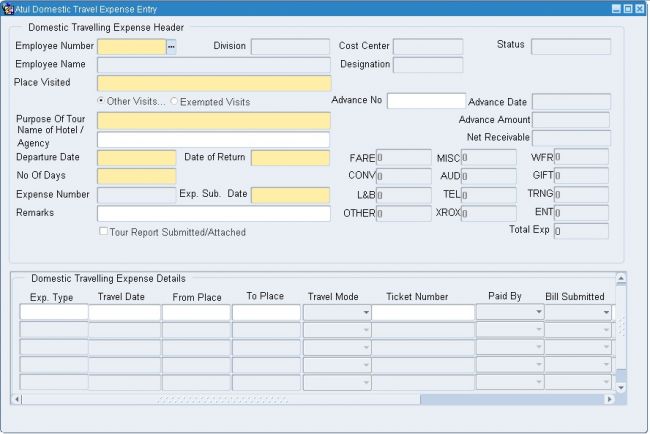 Atul Domestic Travel Expense Entry
Domestic Travelling Expense Header
Employee Number ... Division Cost Center Status
Employee Name Designation
Place Visited
Other Visits... Exempted Visits Advance No Advance Date
Purpose Of Tour Advance Amount
Name of Hotel / Agency Net Receivable
Departure Date Date of Return FARE 0 MISC 0 WFR 0
No Of Days CONV 0 AUD 0 GIFT 0
Expense Number Exp. Sub. Date L&B 0 TEL 0 TRNG 0
Remarks OTHER 0 XROX 0 ENT 0
Tour Report Submitted/Attached Total Exp 0
Domestic Travelling Expense Details
Exp. Type Travel Date From Place To Place Travel Mode Ticket Number Paid By Bill Submitted